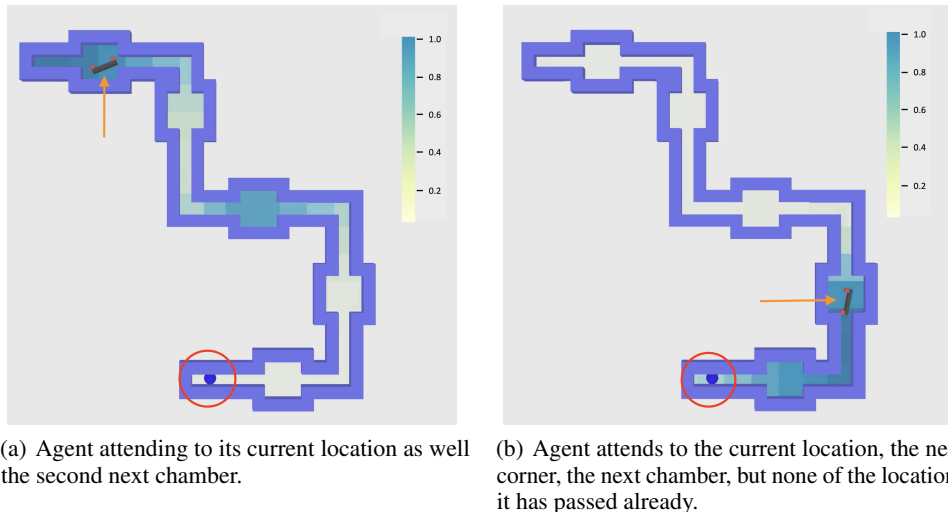 1.0
0.8
0.6
0.4
0.2
1.0
0.8
0.6
0.4
0.2
(a) Agent attending to its current location as well
the second next chamber.
(b) Agent attends to the current location, the ne
corner, the next chamber, but none of the location
it has passed already.